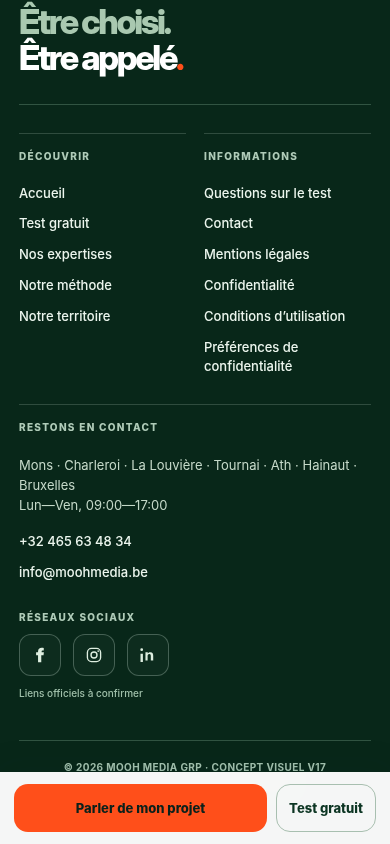 Être choisi.
Être appelé.
DÉCOUVRIR
Accueil
Test gratuit
Nos expertises
Notre méthode
Notre territoire
INFORMATIONS
Questions sur le test
Contact
Mentions légales
Confidentialité
Conditions d’utilisation
Préférences de
confidentialité
RESTONS EN CONTACT
Mons · Charleroi · La Louvière · Tournai · Ath · Hainaut ·
Bruxelles
Lun—Ven, 09:00—17:00
+32 465 63 48 34
info@moohmedia.be
RÉSEAUX SOCIAUX
f
in
Liens officiels à confirmer
© 2026 MOOH MEDIA GRP · CONCEPT VISUEL V17
Parler de mon projet
Test gratuit